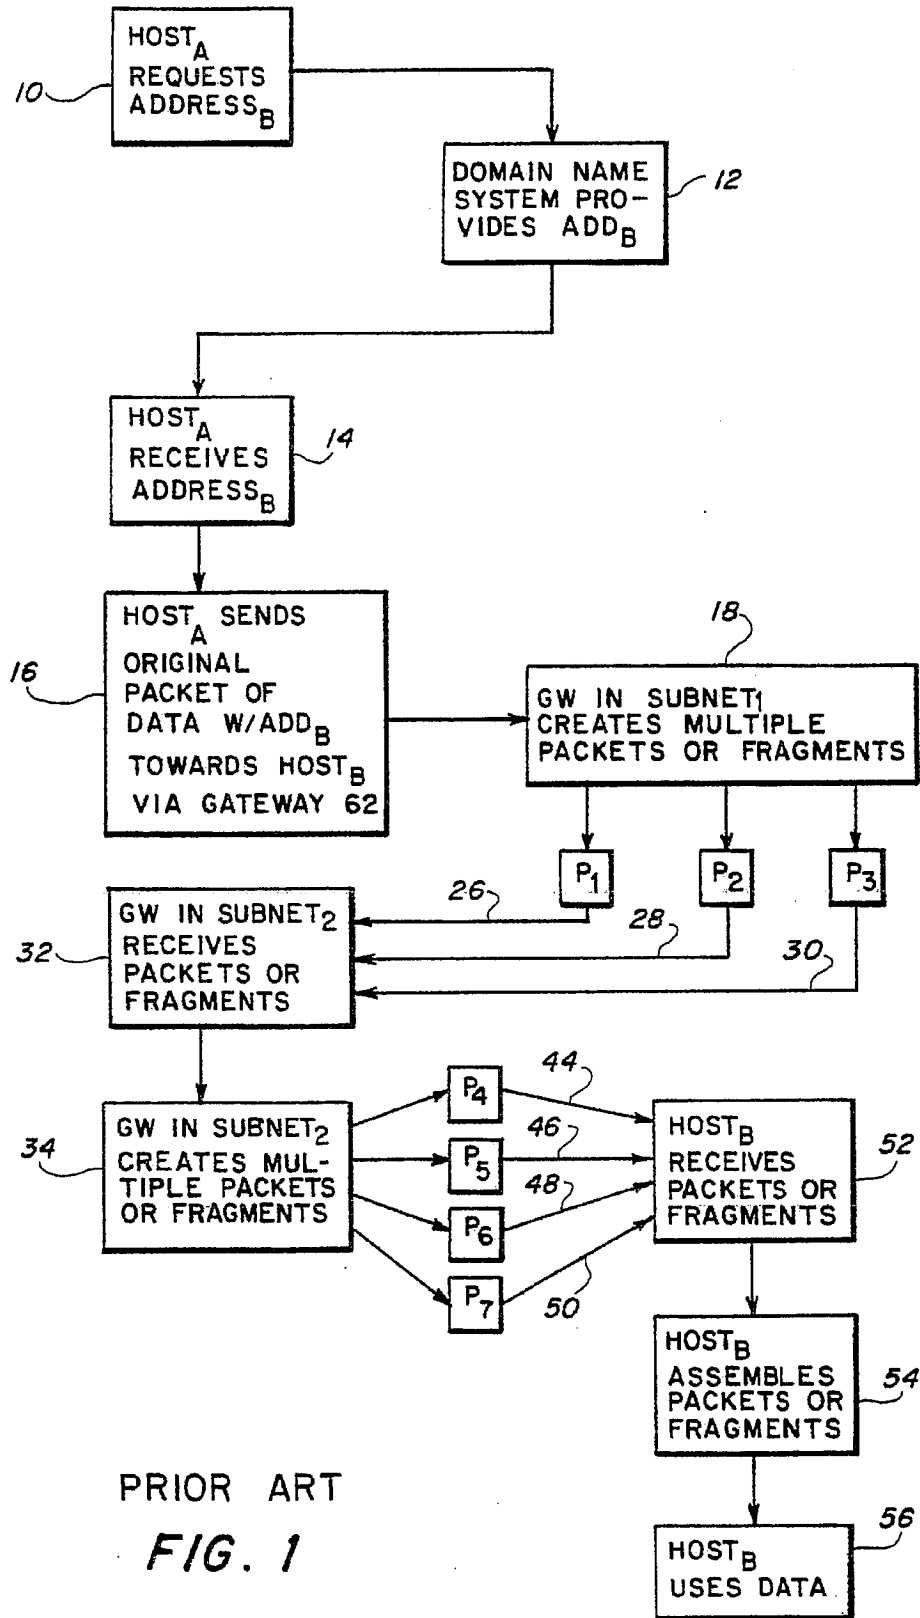 HOST_A
REQUESTS
ADDRESS_B
10
DOMAIN NAME
SYSTEM PRO-
VIDES ADD_B
12
HOST_A
RECEIVES
ADDRESS_B
14
HOST_A SENDS
ORIGINAL
PACKET OF
DATA W/ADD_B
TOWARDS HOST_B
VIA GATEWAY 62
16
18
GW IN SUBNET_1
CREATES MULTIPLE
PACKETS OR FRAGMENTS
P_1
P_2
P_3
26
28
30
GW IN SUBNET_2
RECEIVES
PACKETS OR
FRAGMENTS
32
GW IN SUBNET_2
CREATES MUL-
TIPLE PACKETS
OR FRAGMENTS
34
P_4
P_5
P_6
P_7
44
46
48
50
HOST_B
RECEIVES
PACKETS OR
FRAGMENTS
52
HOST_B
ASSEMBLES
PACKETS OR
FRAGMENTS
54
HOST_B
USES DATA
56
PRIOR ART
FIG. 1